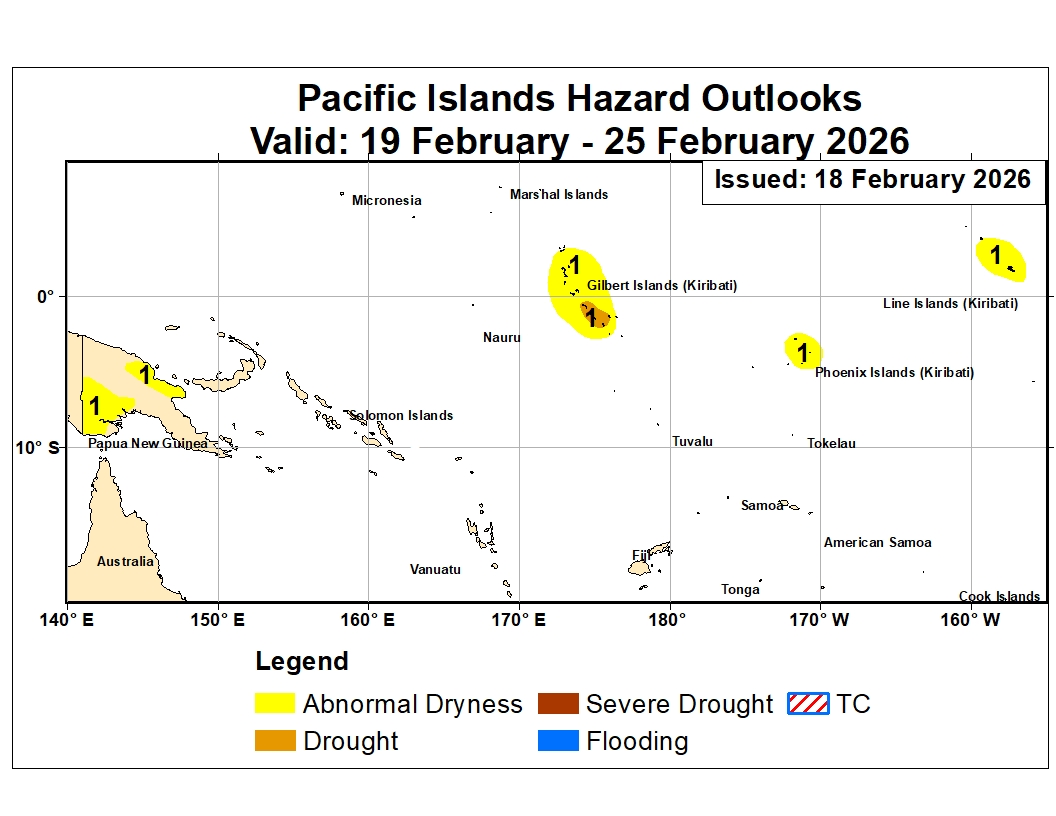 Pacific Islands Hazard Outlooks
Valid: 19 February - 25 February 2026
Issued: 18 February 2026
Micronesia
Marshall Islands
1
1
Gilbert Islands (Kiribati)
0°
Line Islands (Kiribati)
1
Nauru
1
1
Phoenix Islands (Kiribati)
1
Solomon Islands
Papua New Guinea
Tuvalu
Tokelau
10° S
Samoa
American Samoa
Fiji
Australia
Vanuatu
Tonga
Cook Islands
140° E
150° E
160° E
170° E
180°
170° W
160° W
Legend
Abnormal Dryness
Severe Drought
TC
Drought
Flooding